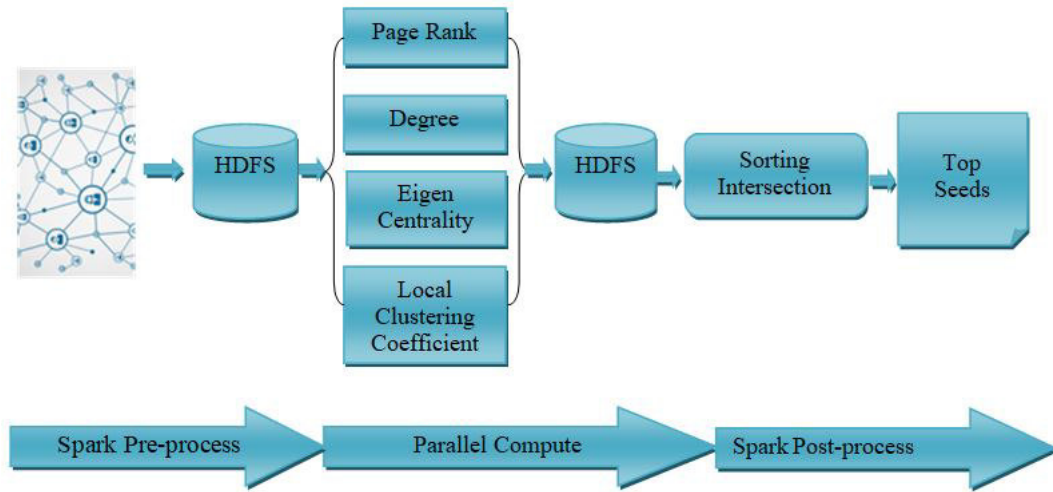 Page Rank
Degree
Eigen
Centrality
Local
Clustering
Coefficient
HDFS
HDFS
Sorting
Intersection
Top
Seeds
Spark Pre-process
Parallel Compute
Spark Post-process